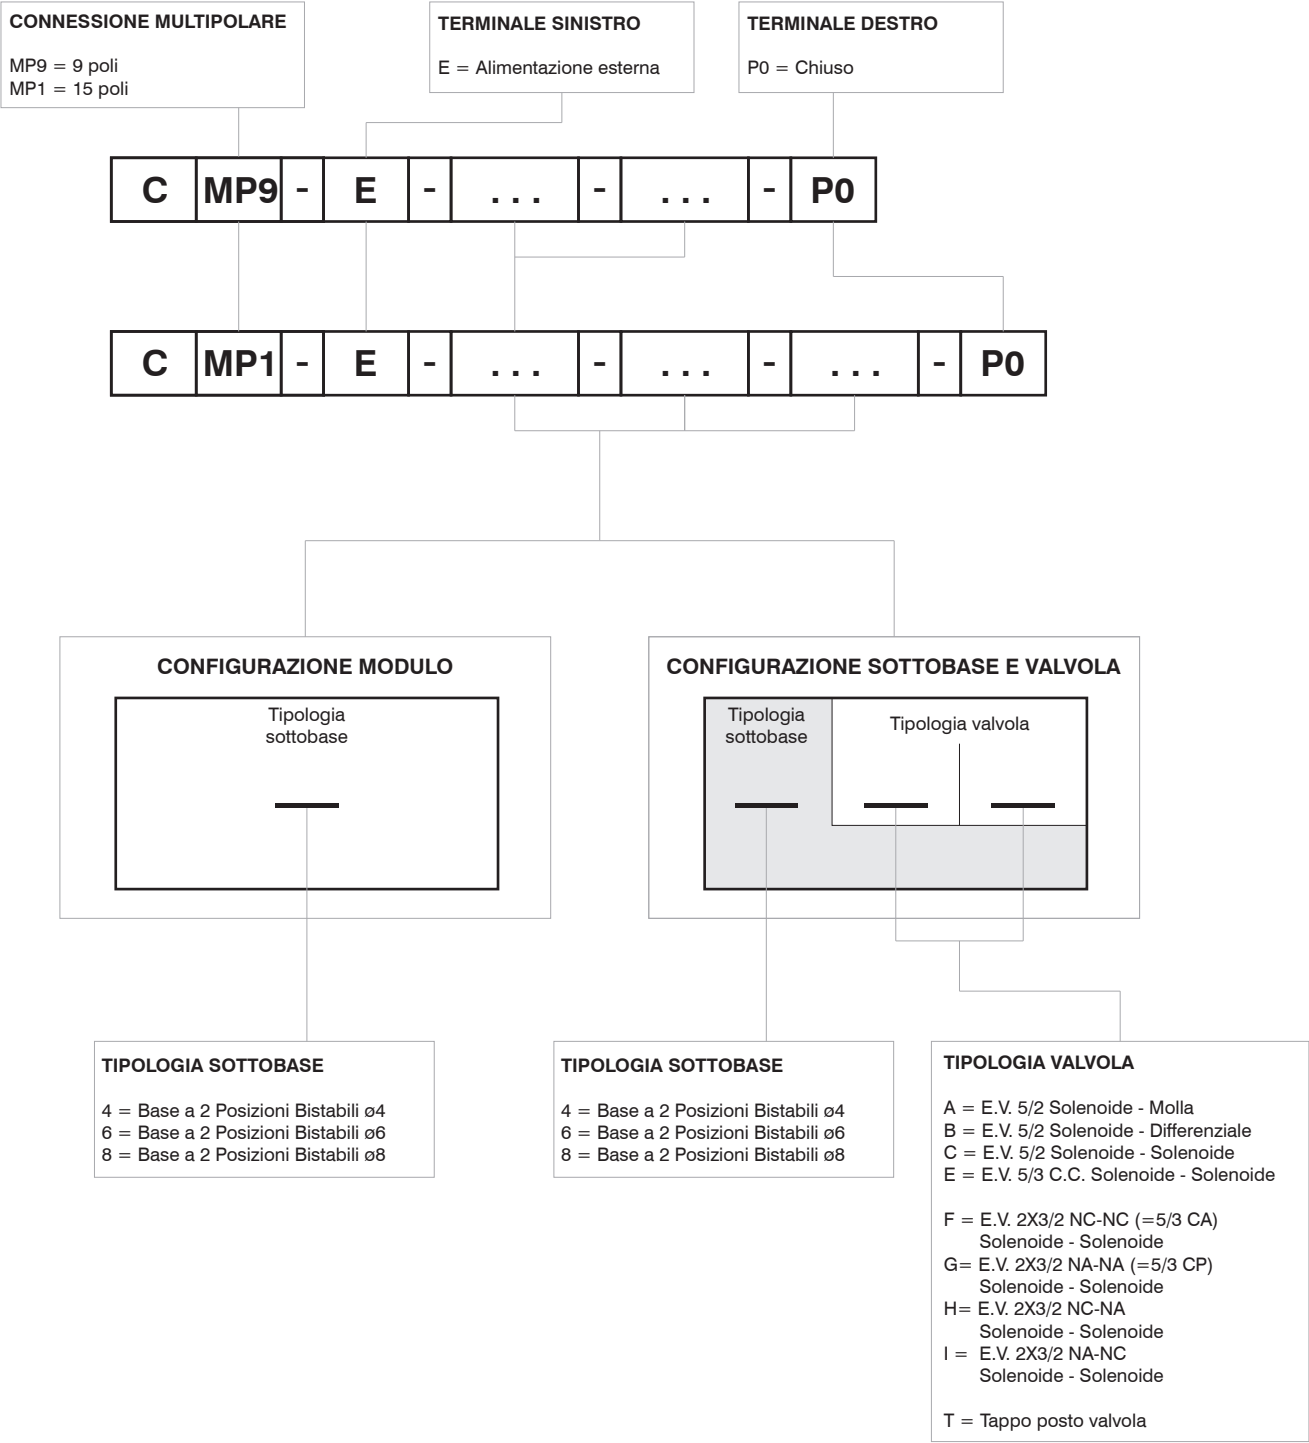 CONNESSIONE MULTIPOLARE
MP9 = 9 poli
MP1 = 15 poli
TERMINALE SINISTRO
E = Alimentazione esterna
TERMINALE DESTRO
P0 = Chiuso
C MP9 - E - ... - ... - P0
C MP1 - E - ... - ... - ... - P0
CONFIGURAZIONE MODULO
Tipologia
sottobase
CONFIGURAZIONE SOTTOBASE E VALVOLA
Tipologia
sottobase
Tipologia valvola
TIPOLOGIA SOTTOBASE
4 = Base a 2 Posizioni Bistabili ø4
6 = Base a 2 Posizioni Bistabili ø6
8 = Base a 2 Posizioni Bistabili ø8
TIPOLOGIA SOTTOBASE
4 = Base a 2 Posizioni Bistabili ø4
6 = Base a 2 Posizioni Bistabili ø6
8 = Base a 2 Posizioni Bistabili ø8
TIPOLOGIA VALVOLA
A = E.V. 5/2 Solenoide - Molla
B = E.V. 5/2 Solenoide - Differenziale
C = E.V. 5/2 Solenoide - Solenoide
E = E.V. 5/3 C.C. Solenoide - Solenoide
F = E.V. 2X3/2 NC-NC (=5/3 CA)
Solenoide - Solenoide
G= E.V. 2X3/2 NA-NA (=5/3 CP)
Solenoide - Solenoide
H= E.V. 2X3/2 NC-NA
Solenoide - Solenoide
I = E.V. 2X3/2 NA-NC
Solenoide - Solenoide
T = Tappo posto valvola